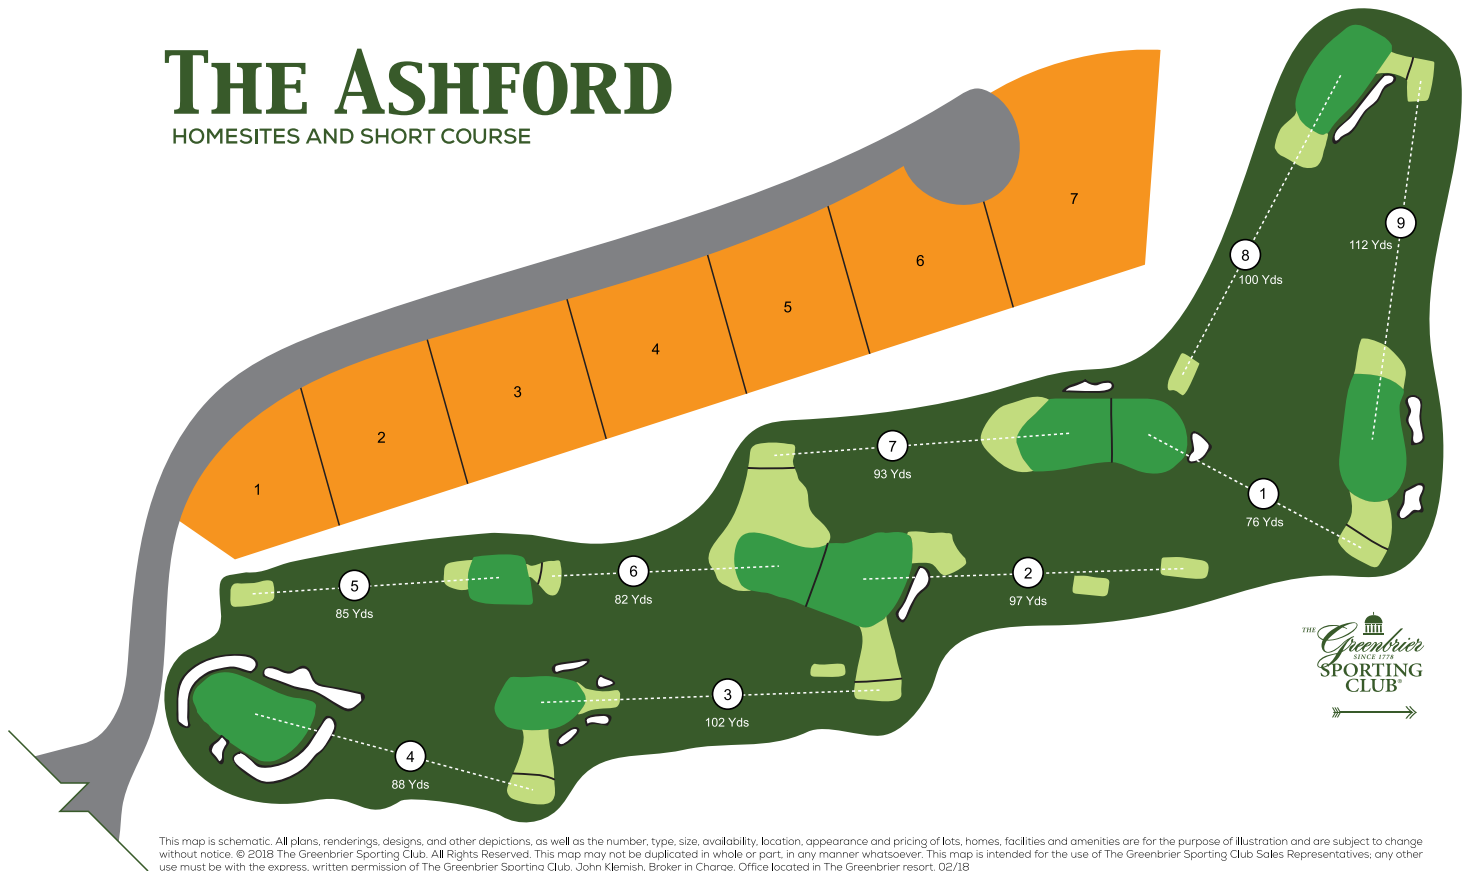 THE ASHFORD
HOMESITES AND SHORT COURSE
1
2
3
4
5
6
7
8
100 Yds
9
112 Yds
7
93 Yds
1
76 Yds
5
85 Yds
6
82 Yds
2
97 Yds
3
102 Yds
4
88 Yds
THE
Greenbrier
SINCE 1778
SPORTING
CLUB®
This map is schematic. All plans, renderings, designs, and other depictions, as well as the number, type, size, availability, location, appearance and pricing of lots, homes, facilities and amenities are for the purpose of illustration and are subject to change
without notice. © 2018 The Greenbrier Sporting Club. All Rights Reserved. This map may not be duplicated in whole or part, in any manner whatsoever. This map is intended for the use of The Greenbrier Sporting Club Sales Representatives; any other
use must be with the express, written permission of The Greenbrier Sporting Club. John Klemish, Broker in Charge. Office located in The Greenbrier resort. 02/18